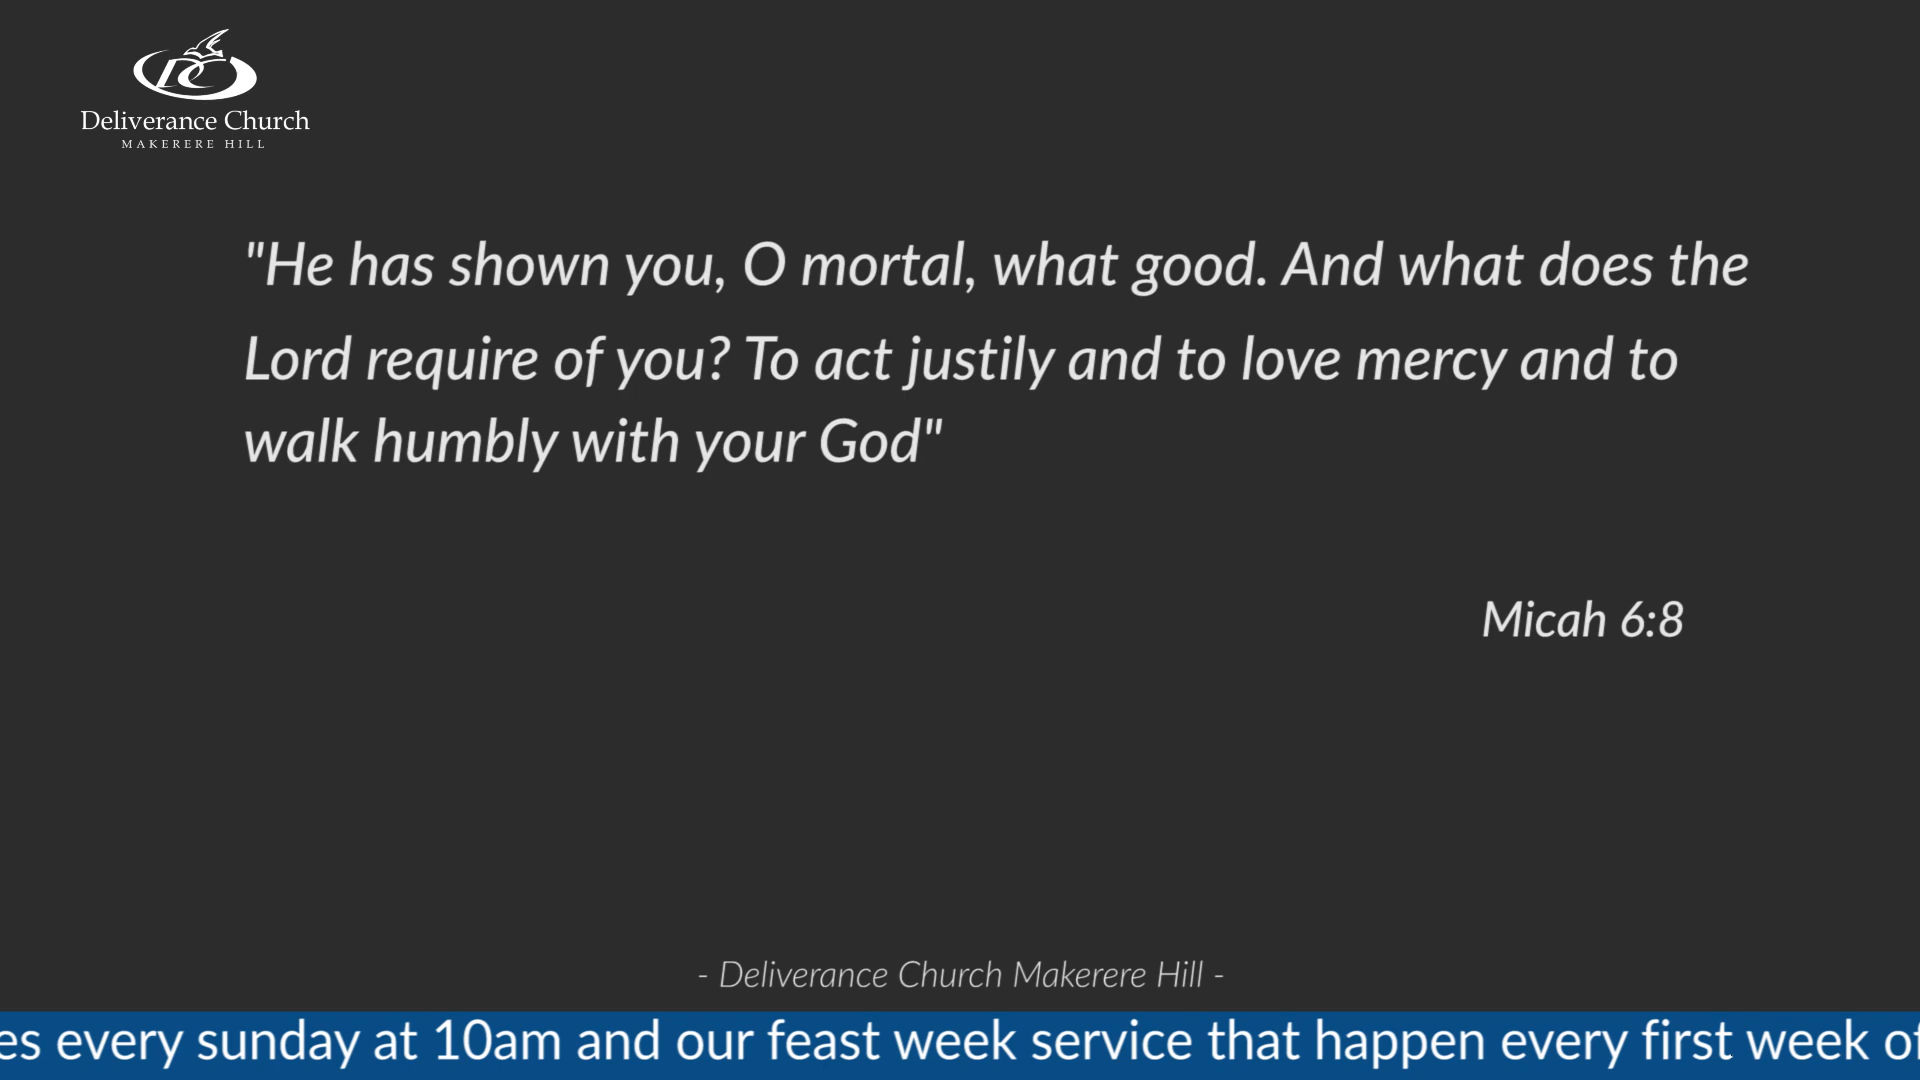 Deliverance Church
MAKERERE HILL
"He has shown you, O mortal, what good. And what does the
Lord require of you? To act justily and to love mercy and to
walk humbly with your God"
Micah 6:8
- Deliverance Church Makerere Hill -
es every sunday at 10am and our feast week service that happen every first week of